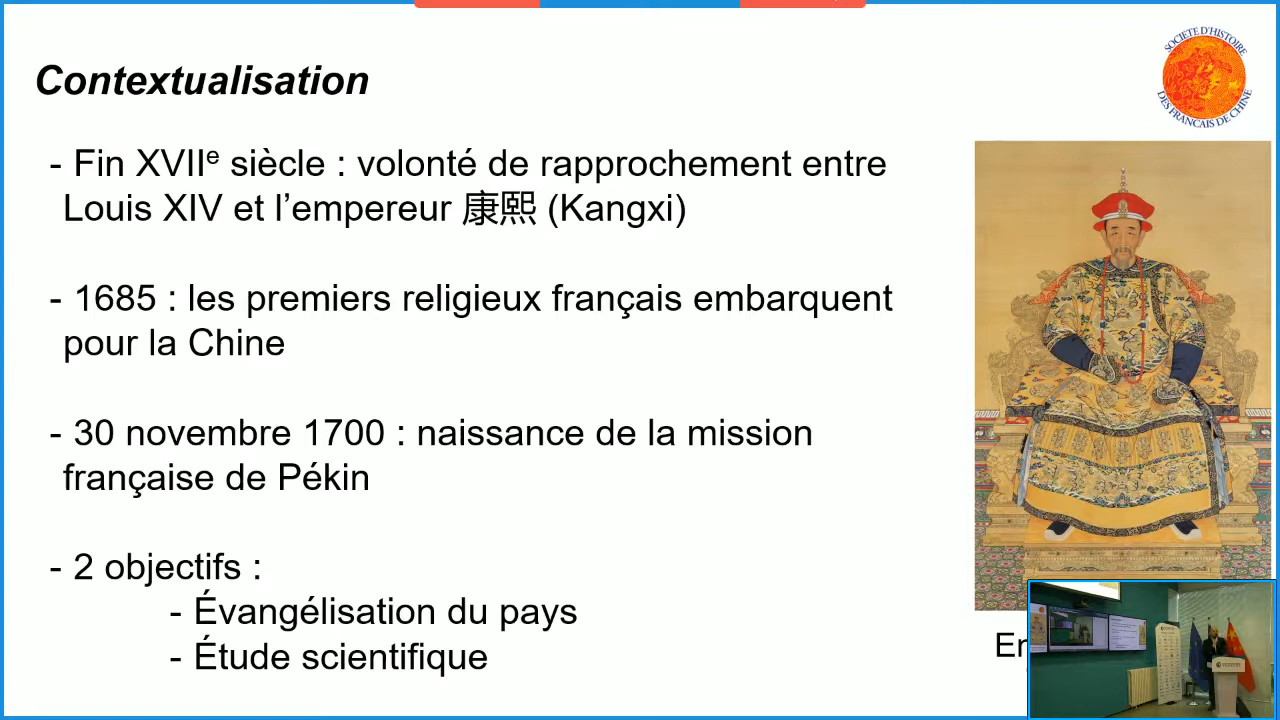 Contextualisation
SOCIETE D'HISTOIRE
DES FRANCAIS DE CHINE
- Fin XVIIe siècle : volonté de rapprochement entre
Louis XIV et l'empereur 康熙 (Kangxi)
- 1685 : les premiers religieux français embarquent
pour la Chine
- 30 novembre 1700 : naissance de la mission
française de Pékin
- 2 objectifs :
- Évangélisation du pays
- Étude scientifique